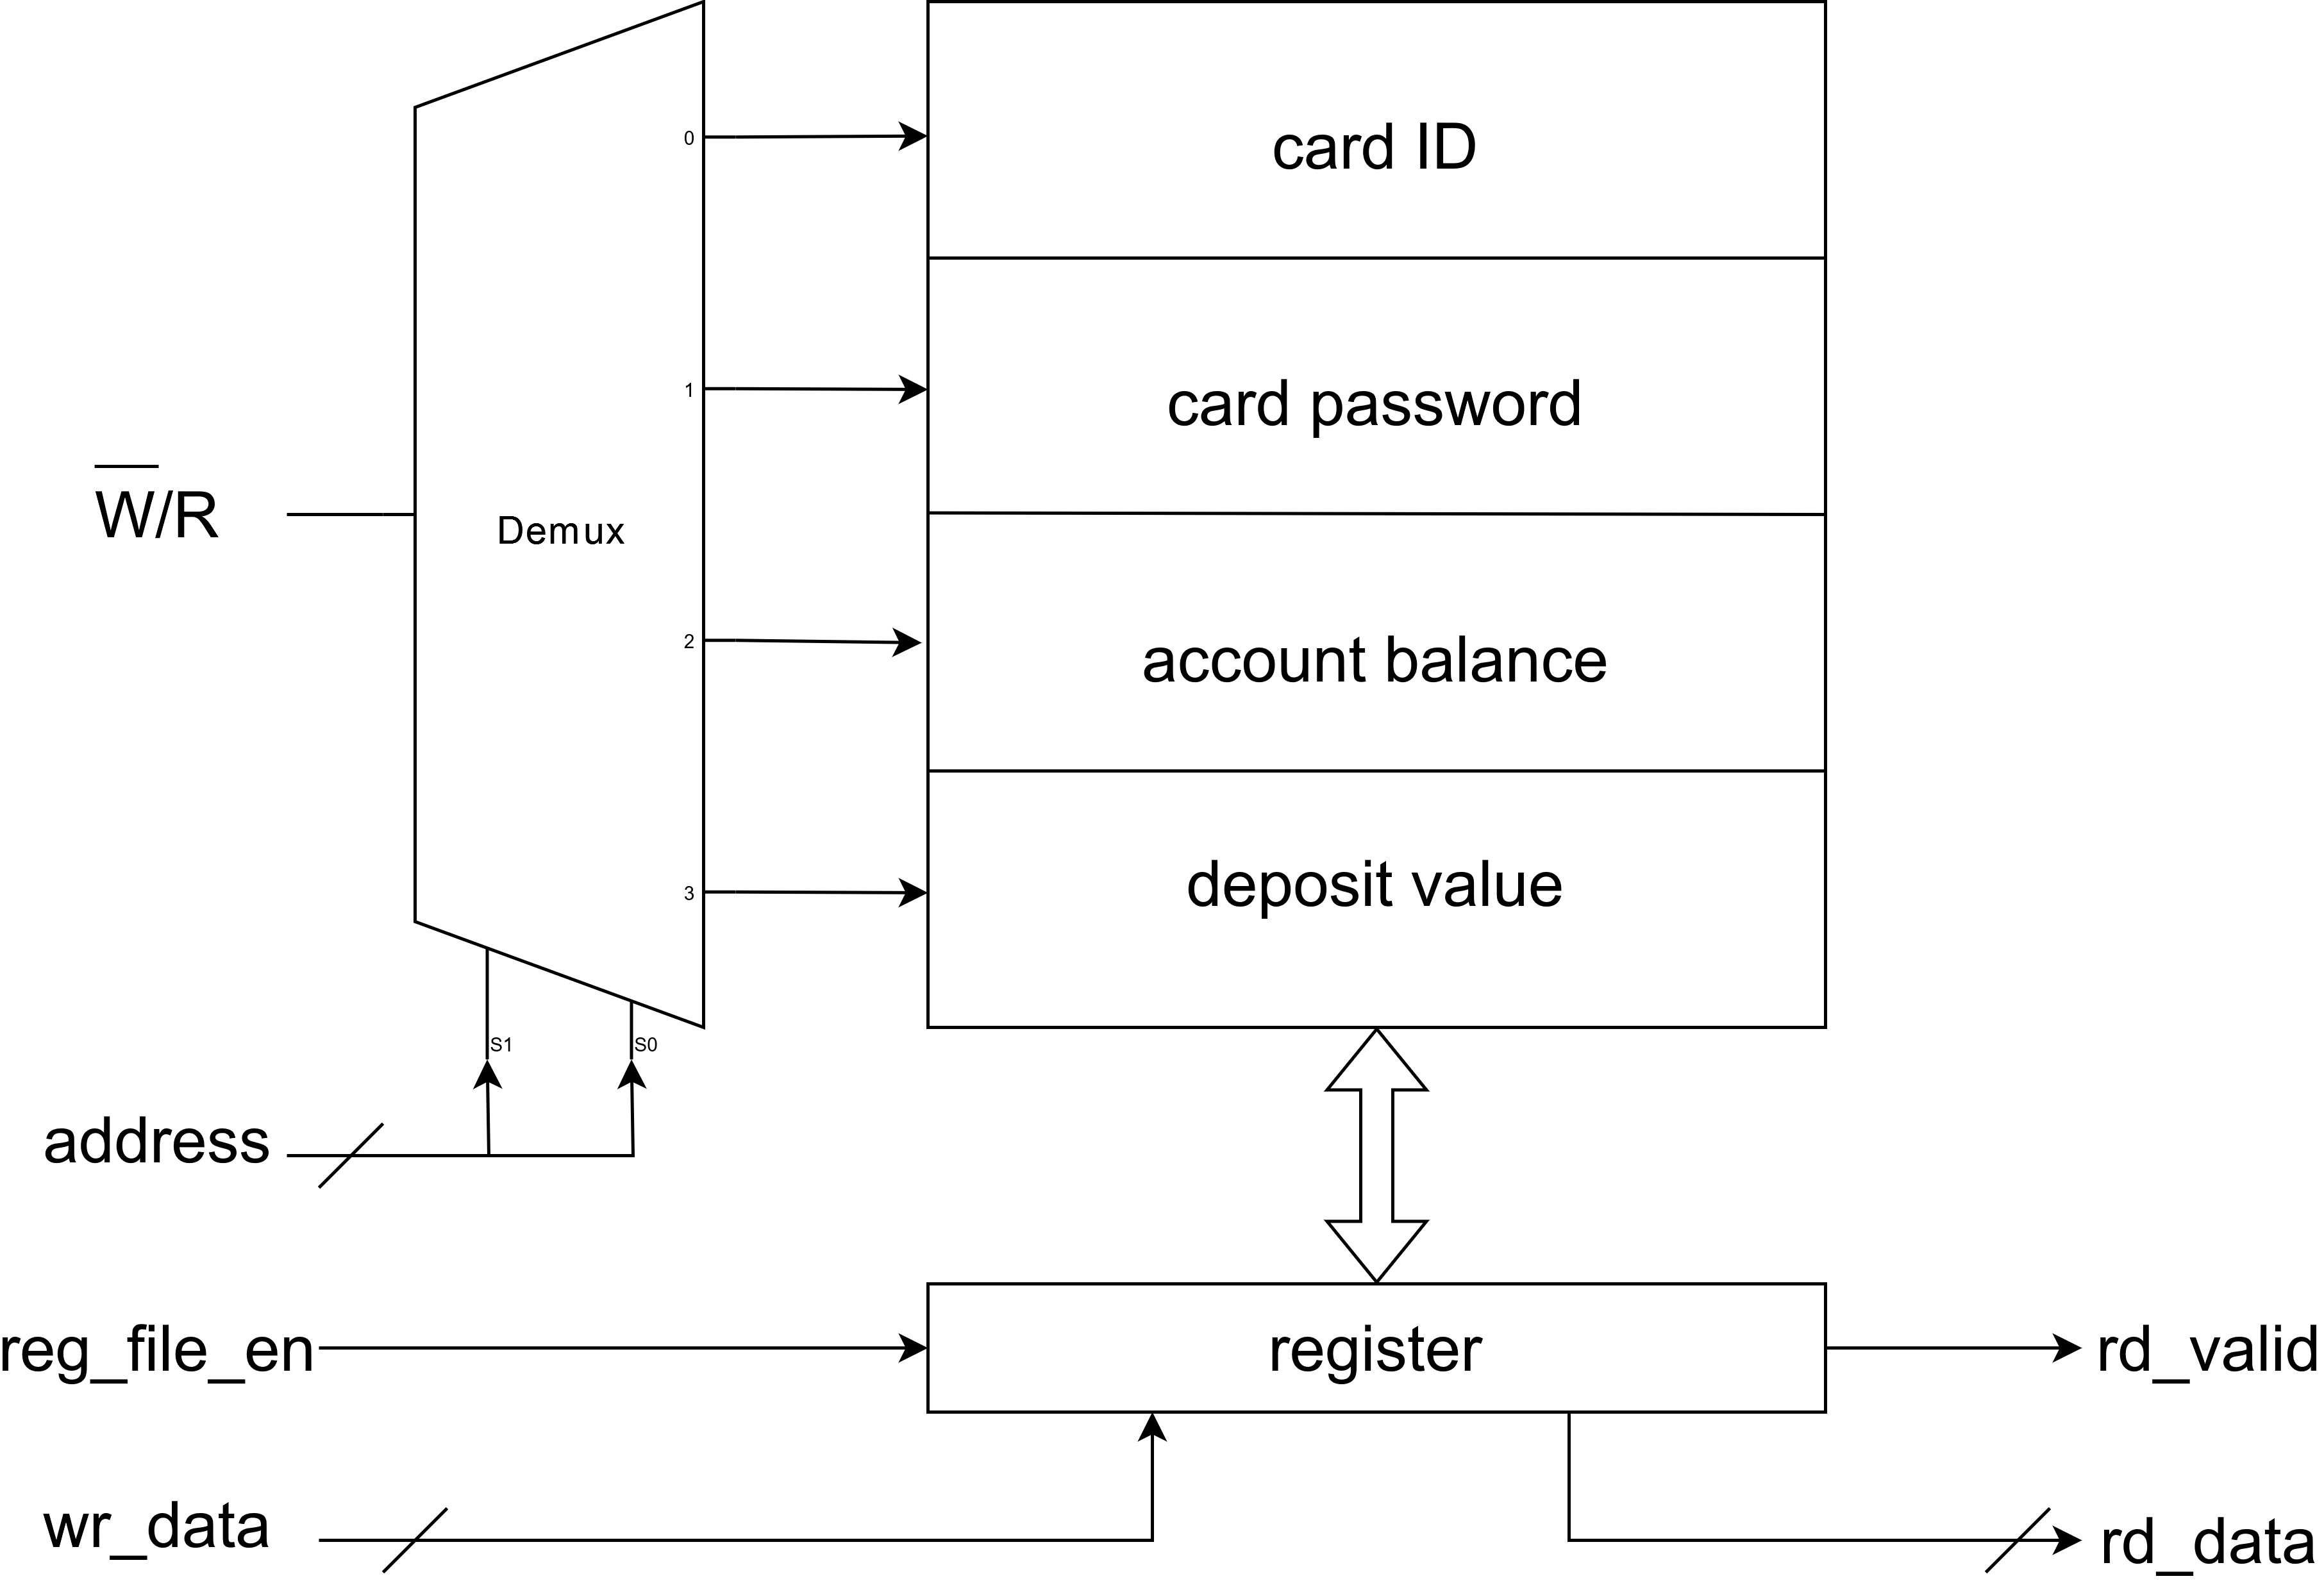 0
card ID
1
card password
W/R
Demux
2
account balance
3
deposit value
S1
S0
address
reg_file_en
register
rd_valid
wr_data
rd_data